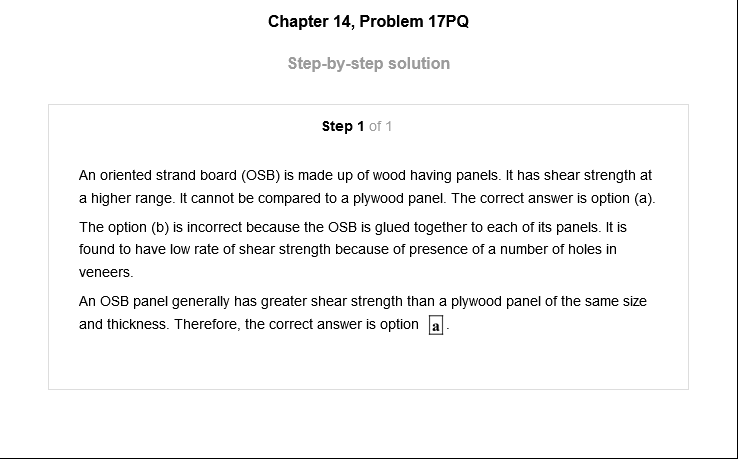 Chapter 14, Problem 17PQ
Step-by-step solution
Step 1 of 1
An oriented strand board (OSB) is made up of wood having panels. It has shear strength at
a higher range. It cannot be compared to a plywood panel. The correct answer is option (a).
The option (b) is incorrect because the OSB is glued together to each of its panels. It is
found to have low rate of shear strength because of presence of a number of holes in
veneers.
An OSB panel generally has greater shear strength than a plywood panel of the same size
and thickness. Therefore, the correct answer is option a .